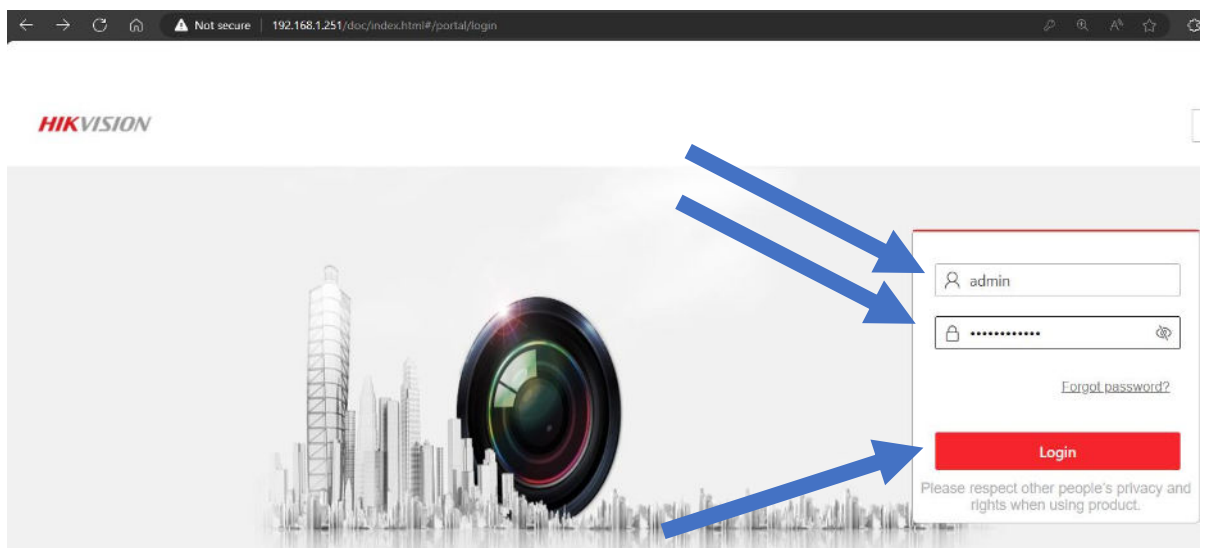 Not secure | 192.168.1.251/doc/index.html#/portal/login
HIKVISION
admin
••••••••••••
Forgot password?
Login
Please respect other people's privacy and
rights when using product.